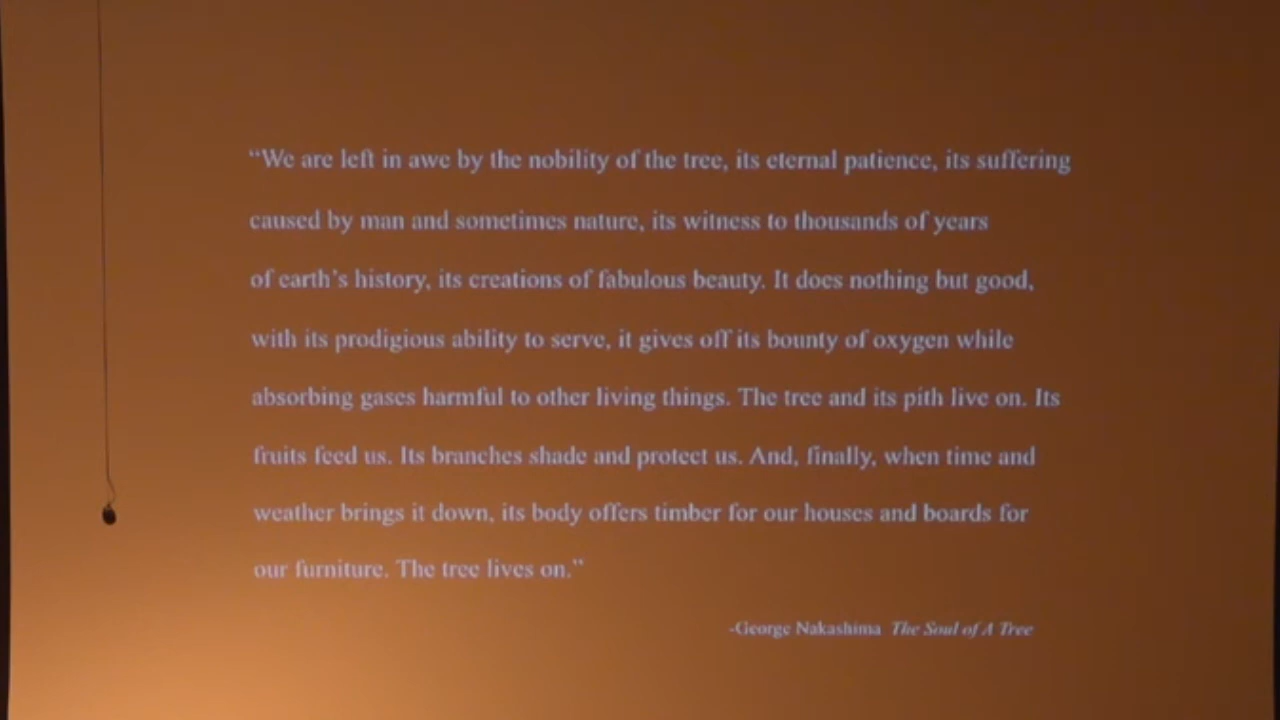 “We are left in awe by the nobility of the tree, its eternal patience, its suffering
caused by man and sometimes nature, its witness to thousands of years
of earth’s history, its creations of fabulous beauty. It does nothing but good,
with its prodigious ability to serve, it gives off its bounty of oxygen while
absorbing gases harmful to other living things. The tree and its pith live on. Its
fruits feed us. Its branches shade and protect us. And, finally, when time and
weather brings it down, its body offers timber for our houses and boards for
our furniture. The tree lives on.”
-George Nakashima The Soul of A Tree